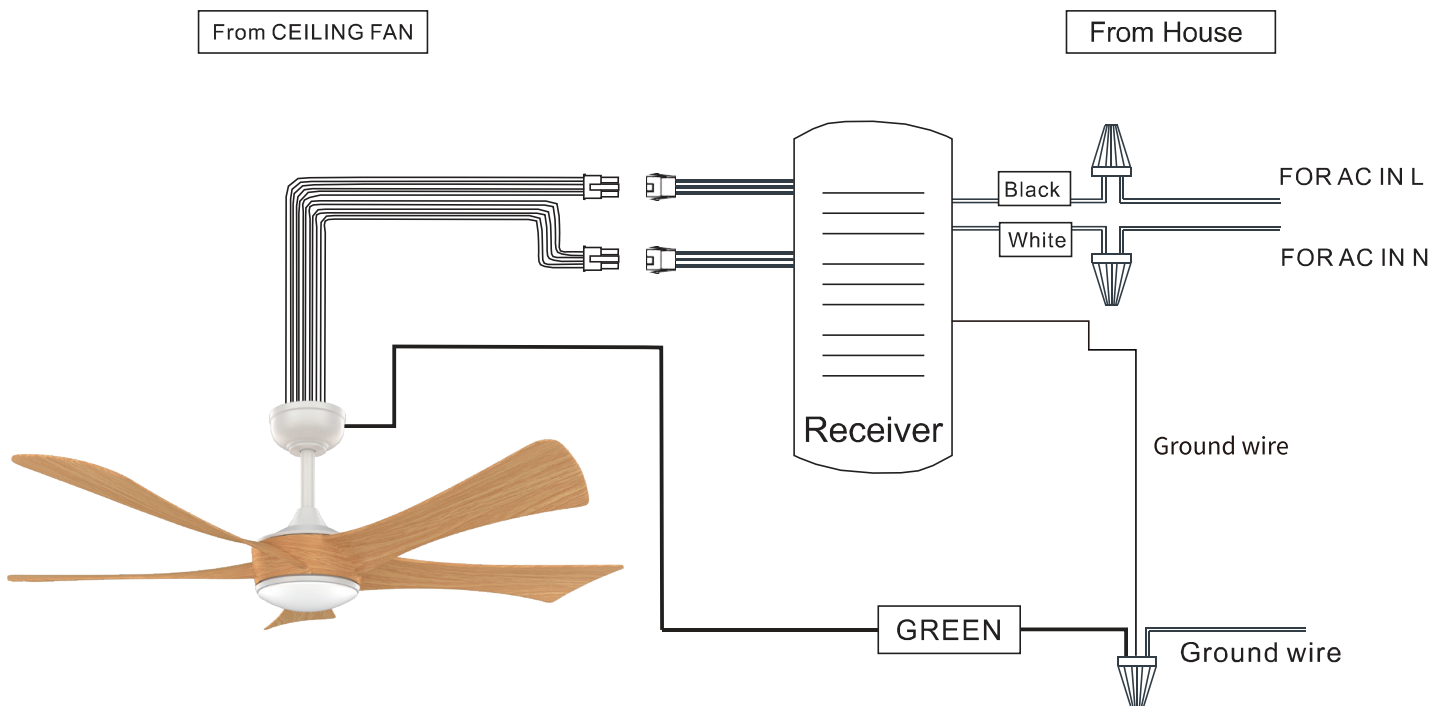 From CEILING FAN
From House
FOR AC IN L
Black
White
FOR AC IN N
Receiver
Ground wire
GREEN
Ground wire